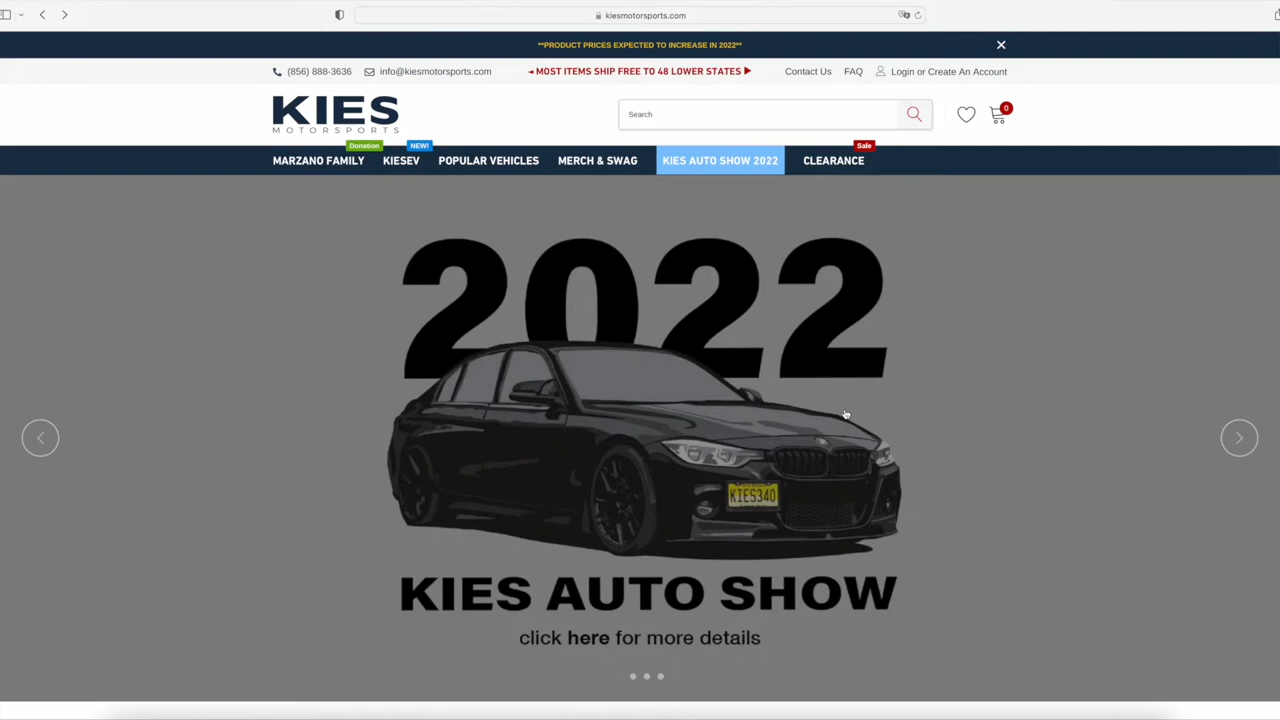 kiesmotorsports.com
**PRODUCT PRICES EXPECTED TO INCREASE IN 2022**
(856) 888-3636 info@kiesmotorsports.com ◄ MOST ITEMS SHIP FREE TO 48 LOWER STATES ► Contact Us FAQ Login or Create An Account
KIES
MOTORSPORTS
Search
0
Donation NEW! Sale
MARZANO FAMILY KIESEV POPULAR VEHICLES MERCH & SWAG KIES AUTO SHOW 2022 CLEARANCE
2022
KIES340
KIES AUTO SHOW
click here for more details